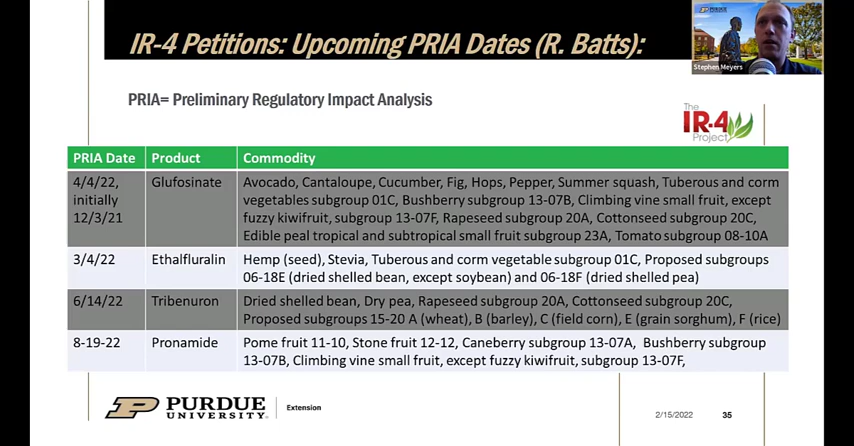 IR-4 Petitions: Upcoming PRIA Dates (R. Batts):
PURDUE
UNIVERSITY
Stephen Meyers
PRIA= Preliminary Regulatory Impact Analysis
The
IR-4
Project
PRIA Date Product Commodity
4/4/22, Glufosinate Avocado, Cantaloupe, Cucumber, Fig, Hops, Pepper, Summer squash, Tuberous and corm
initially vegetables subgroup 01C, Bushberry subgroup 13-07B, Climbing vine small fruit, except
12/3/21 fuzzy kiwifruit, subgroup 13-07F, Rapeseed subgroup 20A, Cottonseed subgroup 20C,
Edible peal tropical and subtropical small fruit subgroup 23A, Tomato subgroup 08-10A
3/4/22 Ethalfluralin Hemp (seed), Stevia, Tuberous and corm vegetable subgroup 01C, Proposed subgroups
06-18E (dried shelled bean, except soybean) and 06-18F (dried shelled pea)
6/14/22 Tribenuron Dried shelled bean, Dry pea, Rapeseed subgroup 20A, Cottonseed subgroup 20C,
Proposed subgroups 15-20 A (wheat), B (barley), C (field corn), E (grain sorghum), F (rice)
8-19-22 Pronamide Pome fruit 11-10, Stone fruit 12-12, Caneberry subgroup 13-07A, Bushberry subgroup
13-07B, Climbing vine small fruit, except fuzzy kiwifruit, subgroup 13-07F,
PURDUE
UNIVERSITY
Extension
2/15/2022 35